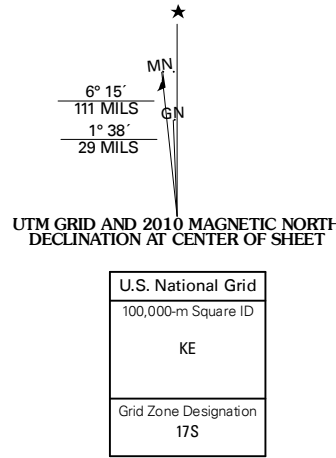 ★
MN
6° 15´
111 MILS
GN
1° 38´
29 MILS
UTM GRID AND 2010 MAGNETIC NORTH
DECLINATION AT CENTER OF SHEET
U.S. National Grid
100,000-m Square ID
KE
Grid Zone Designation
17S